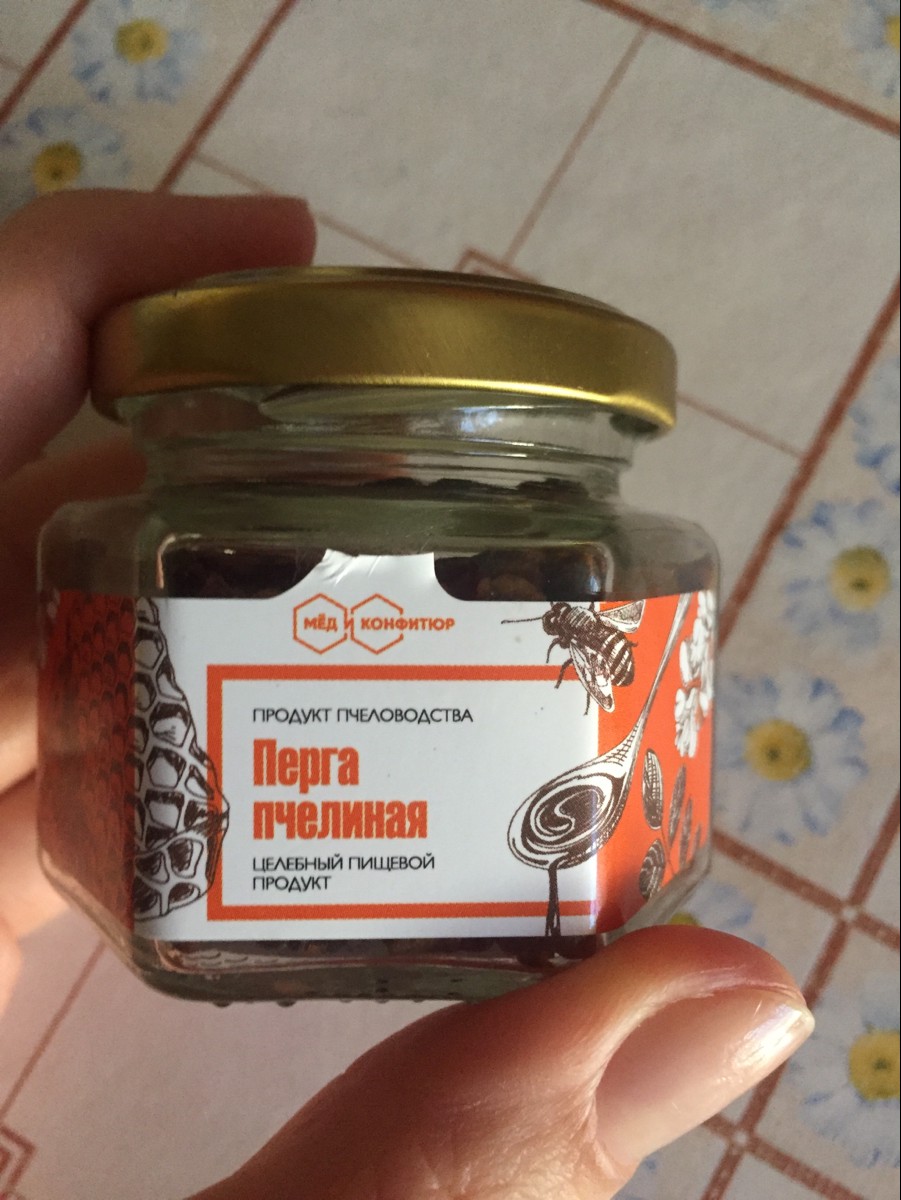 МЁД И КОНФИТЮР
ПРОДУКТ ПЧЕЛОВОДСТВА
Перга
пчелиная
ЦЕЛЕБНЫЙ ПИЩЕВОЙ
ПРОДУКТ